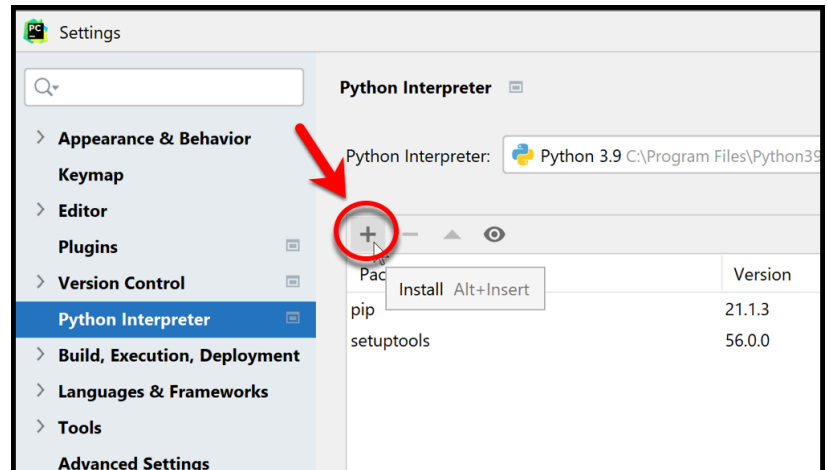 PC
Settings
Python Interpreter
Appearance & Behavior
Python Interpreter: Python 3.9 C:\Program Files\Python39
Keymap
Editor
Plugins
Version Control
Package Version
Install Alt+Insert
Python Interpreter
pip 21.1.3
setuptools 56.0.0
Build, Execution, Deployment
Languages & Frameworks
Tools
Advanced Settings